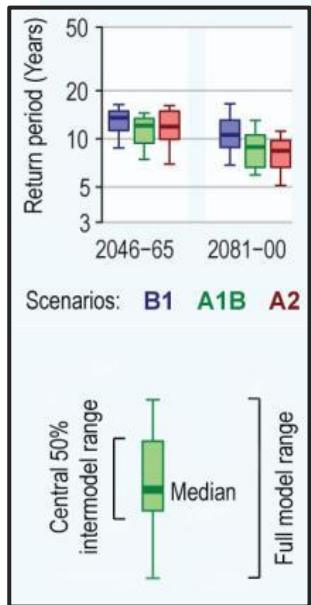 Return period (Years)
50
20
10
5
3
2046–65 2081–00
Scenarios: B1 A1B A2
Central 50%
intermodel range
Median
Full model range